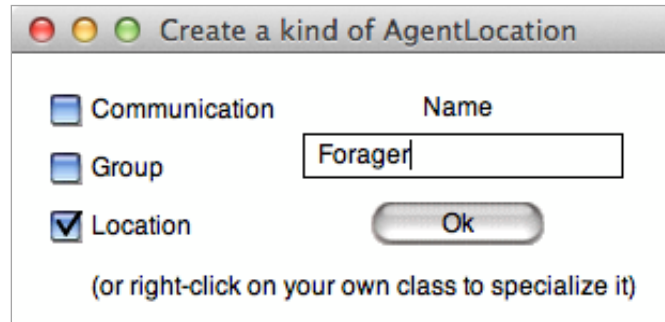 Create a kind of AgentLocation
Communication
Name
Group
Forager
Location
Ok
(or right-click on your own class to specialize it)